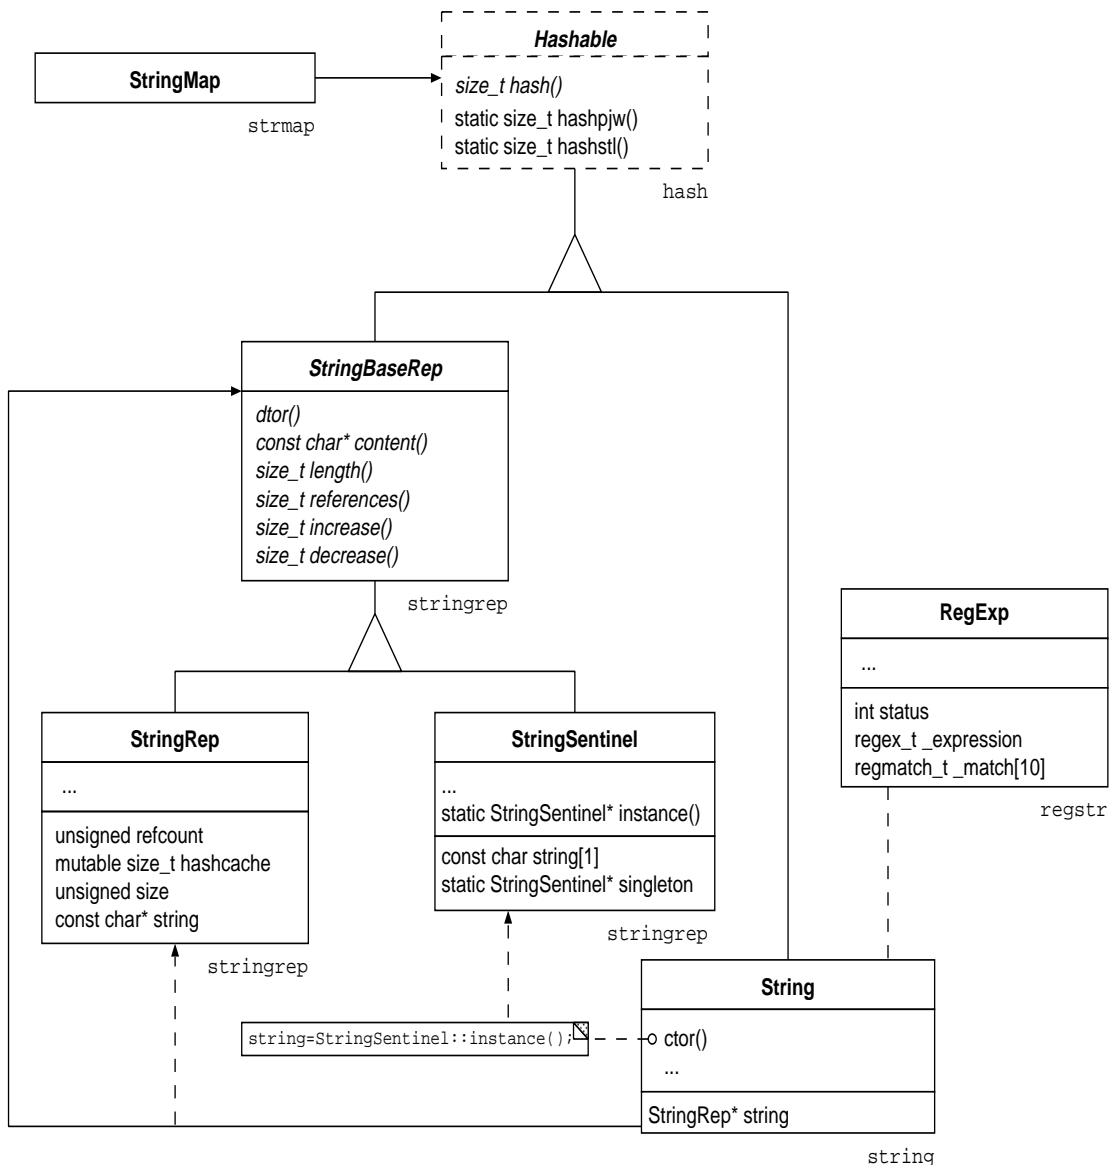 Hashable
StringMap
size_t hash()
static size_t hashpjw()
static size_t hashstl()
strmap
hash
StringBaseRep
dtor()
const char* content()
size_t length()
size_t references()
size_t increase()
size_t decrease()
stringrep
RegExp
...
int status
regex_t _expression
regmatch_t _match[10]
regstr
StringRep
...
unsigned refcount
mutable size_t hashcache
unsigned size
const char* string
stringrep
StringSentinel
...
static StringSentinel* instance()
const char string[1]
static StringSentinel* singleton
stringrep
String
string=StringSentinel::instance();
ctor()
...
StringRep* string
string